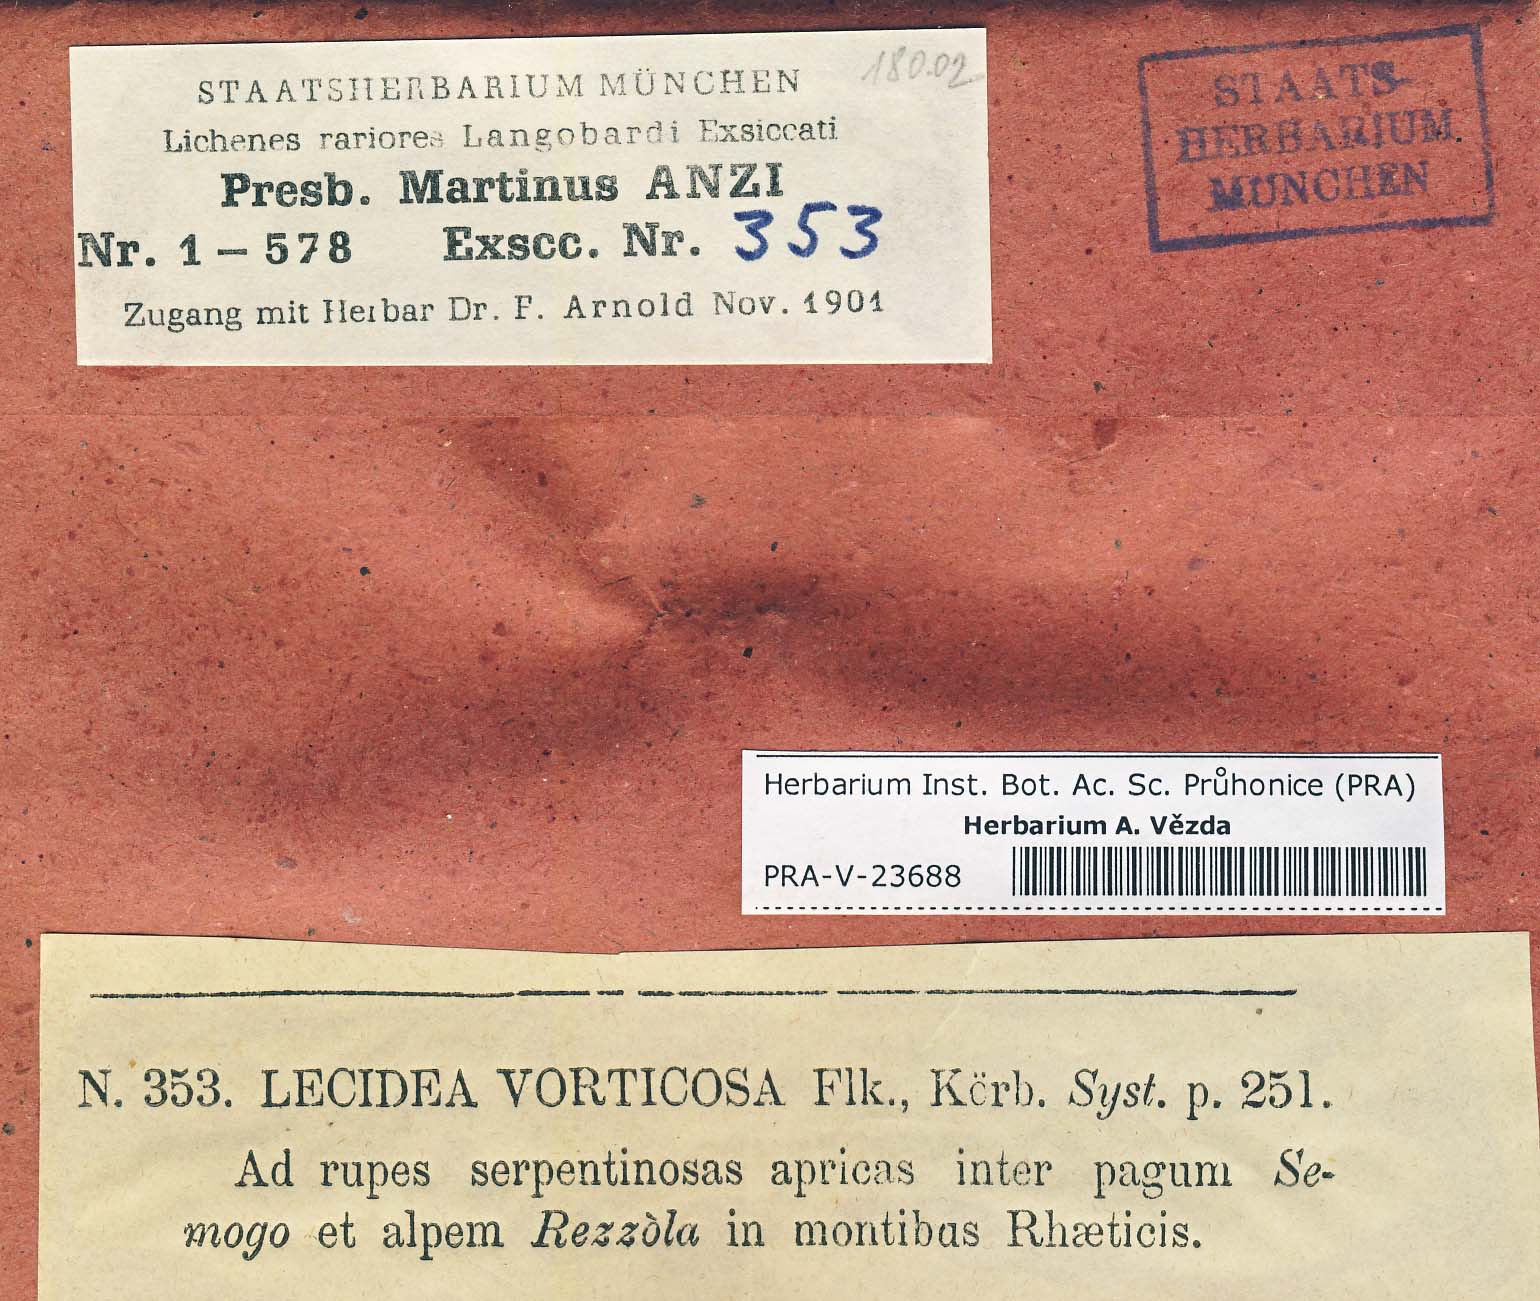 180.02
STAATSHERBARIUM MÜNCHEN
Lichenes rariores Langobardi Exsiccati
Presb. Martinus ANZI
Nr. 1 – 578 Exscc. Nr. 353
Zugang mit Herbar Dr. F. Arnold Nov. 1901
STAATS-
HERBARIUM
MÜNCHEN
Herbarium Inst. Bot. Ac. Sc. Průhonice (PRA)
Herbarium A. Vězda
PRA-V-23688
N. 353. LECIDEA VORTICOSA Flk., Körb. Syst. p. 251.
Ad rupes serpentinosas apricas inter pagum Se-
mogo et alpem Rezzòla in montibus Rhæticis.